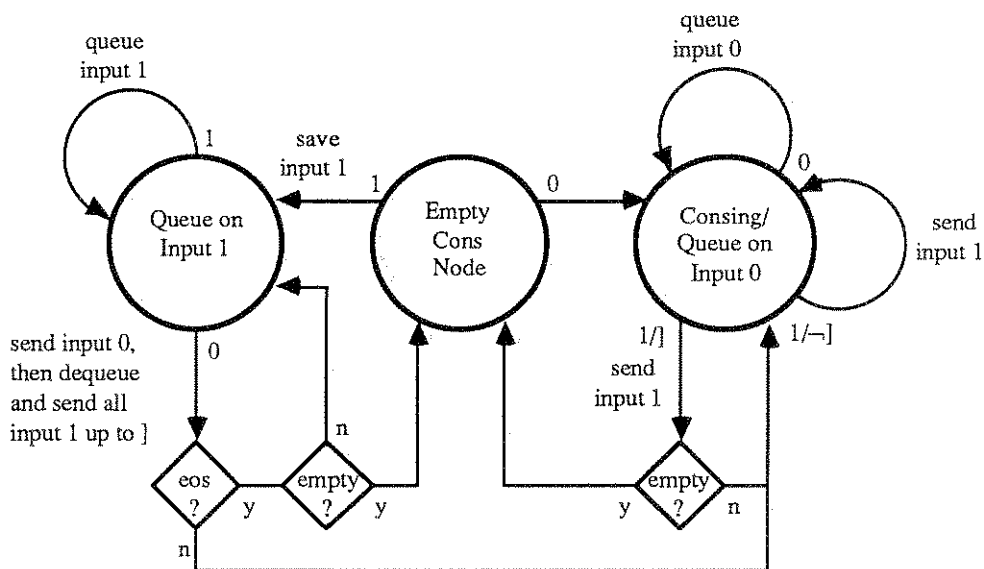 queue
input 1
queue
input 0
1
save
input 1
1
0
0
Queue on
Input 1
Empty
Cons
Node
Consing/
Queue on
Input 0
send
input 1
send input 0,
then dequeue
and send all
input 1 up to ]
0
1/]
1/¬]
send
input 1
n
eos
?
y
empty
?
y
y
empty
?
n
n